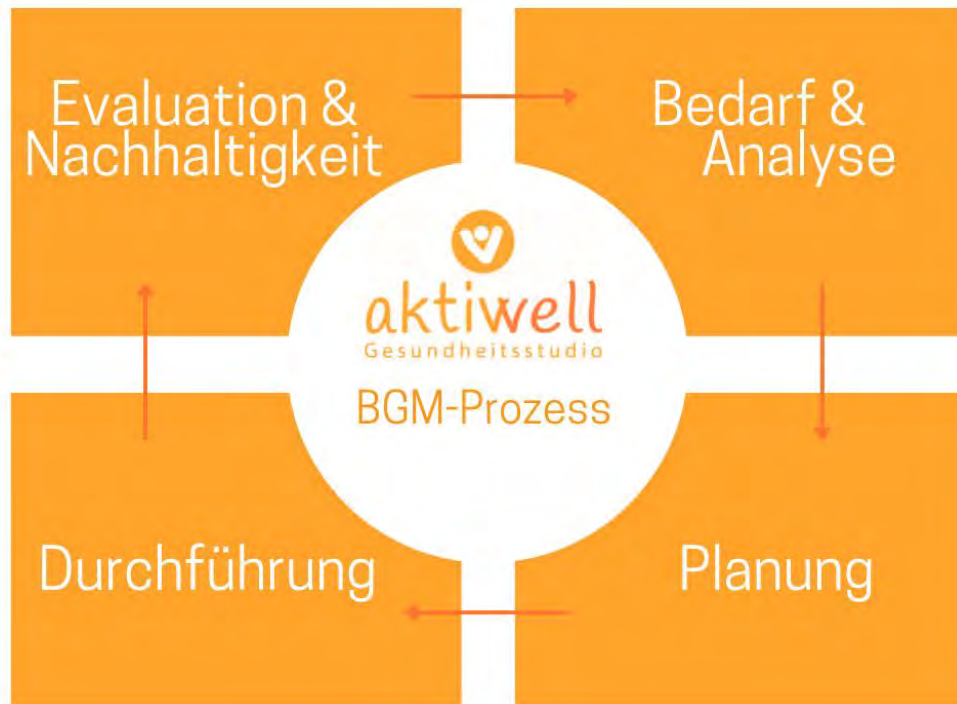 Evaluation &
Nachhaltigkeit
Bedarf &
Analyse
aktiwell
Gesundheitsstudio
BGM-Prozess
Durchführung
Planung